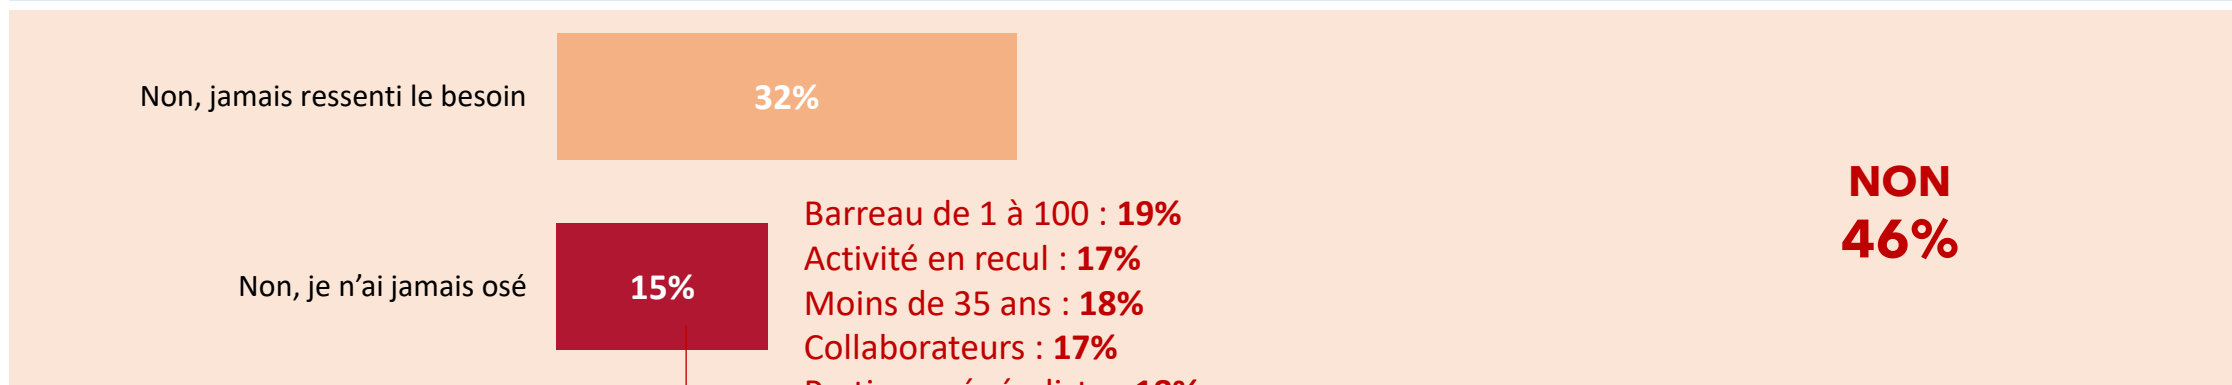 Non, jamais ressenti le besoin
32%
NON
46%
Non, je n’ai jamais osé
15%
Barreau de 1 à 100 : 19%
Activité en recul : 17%
Moins de 35 ans : 18%
Collaborateurs : 17%
18%